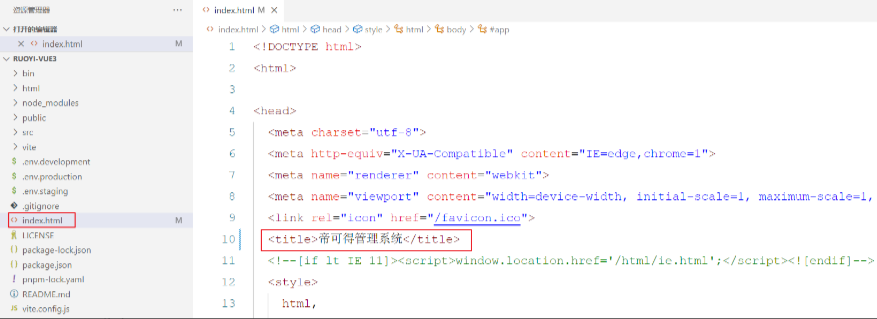 资源管理器 ···
打开的编辑器
× <> index.html M
RUOYI-VUE3
> bin
> html
> node_modules
> public
> src
> vite
$ .env.development
$ .env.production
$ .env.staging
.gitignore
<> index.html M
LICENSE
package-lock.json
package.json
pnpm-lock.yaml
README.md
vite.config.js
<> index.html M ×
<> index.html > html > head > style > html > body > #app
1 <!DOCTYPE html>
2 <html>
3
4 <head>
5 <meta charset="utf-8">
6 <meta http-equiv="X-UA-Compatible" content="IE=edge,chrome=1">
7 <meta name="renderer" content="webkit">
8 <meta name="viewport" content="width=device-width, initial-scale=1, maximum-scale=1,
9 <link rel="icon" href="/favicon.ico">
10 <title>帝可得管理系统</title>
11 <!--[if lt IE 11]><script>window.location.href='/html/ie.html';</script><![endif]-->
12 <style>
13 html,